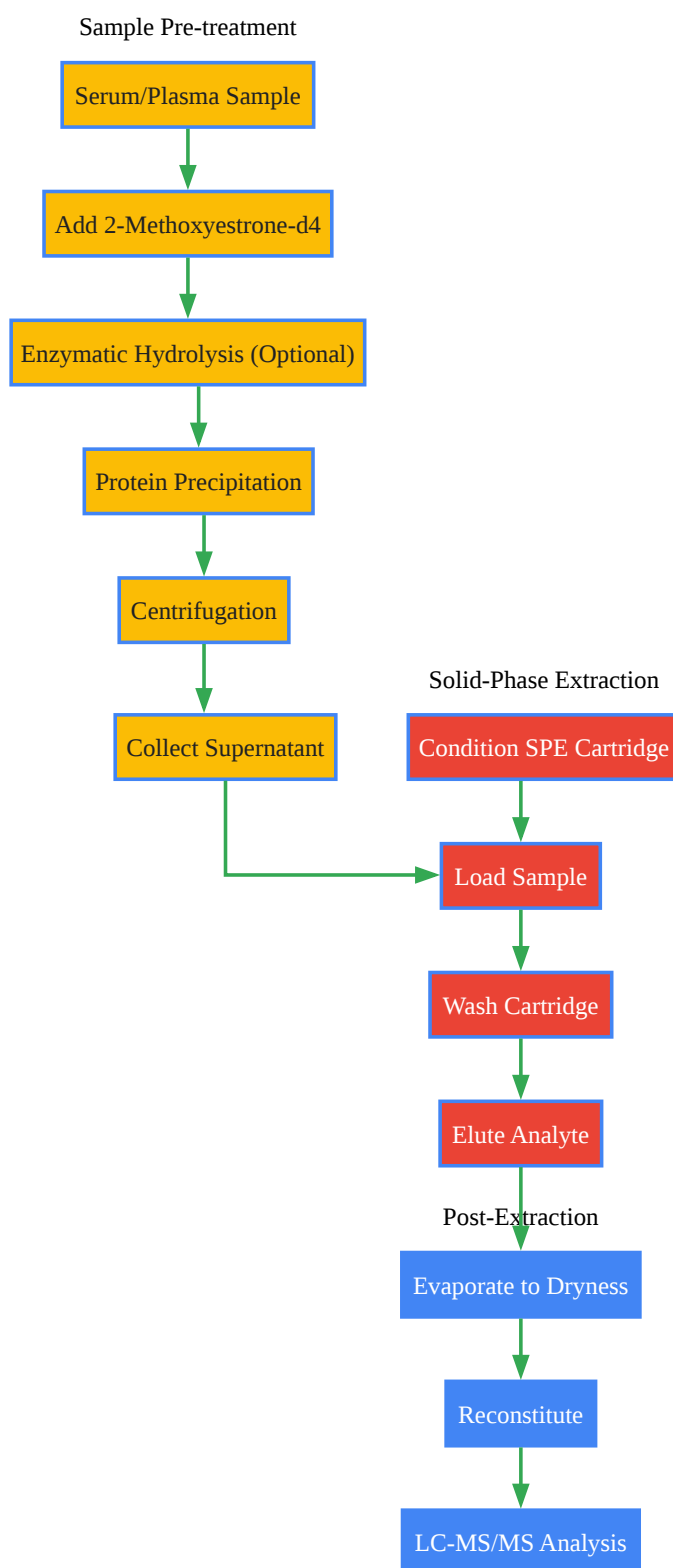 Sample Pre-treatment
Serum/Plasma Sample
Add 2-Methoxyestrone-d4
Enzymatic Hydrolysis (Optional)
Protein Precipitation
Centrifugation
Collect Supernatant
Solid-Phase Extraction
Condition SPE Cartridge
Load Sample
Wash Cartridge
Elute Analyte
Post-Extraction
Evaporate to Dryness
Reconstitute
LC-MS/MS Analysis